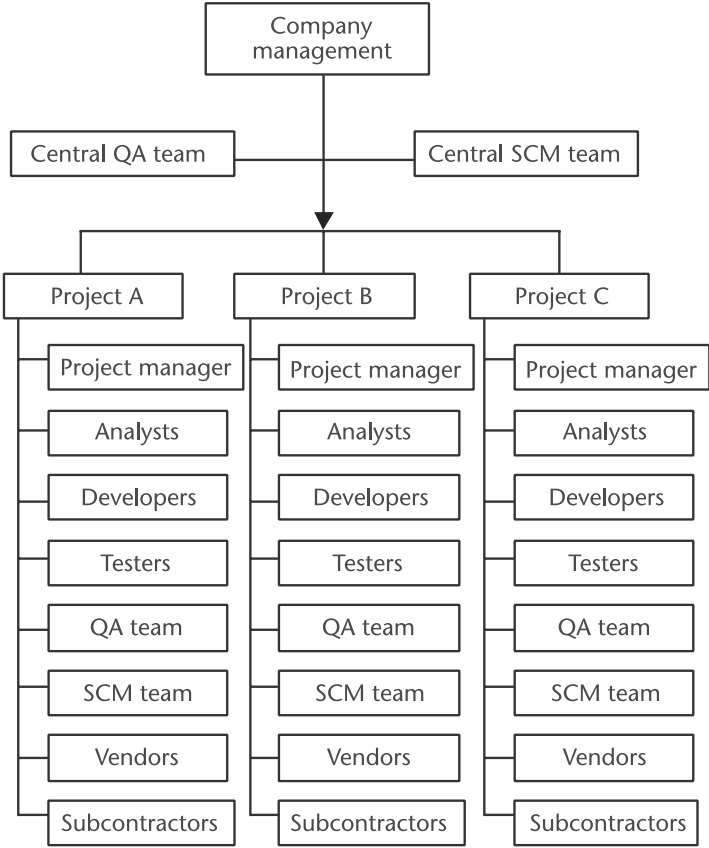 Company
management
Central QA team
Central SCM team
Project A
Project B
Project C
Project manager
Project manager
Project manager
Analysts
Analysts
Analysts
Developers
Developers
Developers
Testers
Testers
Testers
QA team
QA team
QA team
SCM team
SCM team
SCM team
Vendors
Vendors
Vendors
Subcontractors
Subcontractors
Subcontractors